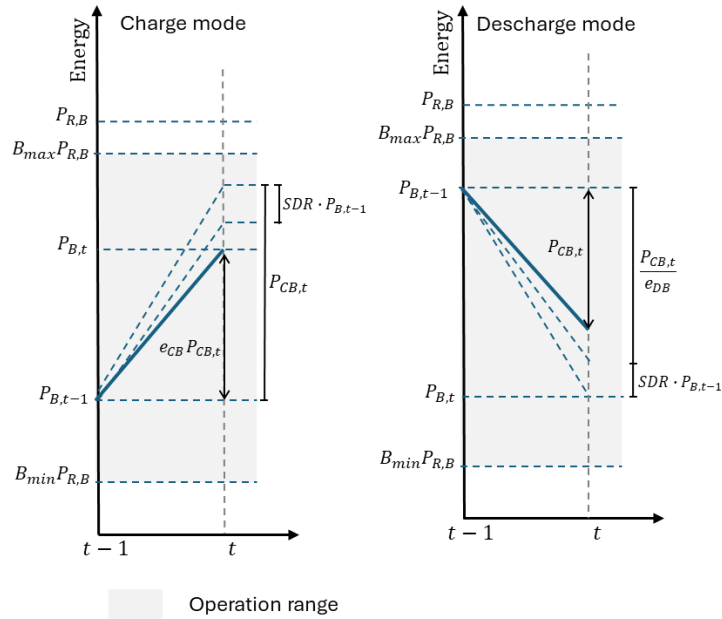 Charge mode
Energy
P_{R,B}
B_{max}P_{R,B}
SDR · P_{B,t−1}
P_{B,t}
P_{CB,t}
e_{CB} P_{CB,t}
P_{B,t−1}
B_{min}P_{R,B}
t − 1
t
Descharge mode
Energy
P_{R,B}
B_{max}P_{R,B}
P_{B,t−1}
P_{CB,t}
P_{CB,t}
e_{DB}
SDR · P_{B,t−1}
P_{B,t}
B_{min}P_{R,B}
t − 1
t
Operation range